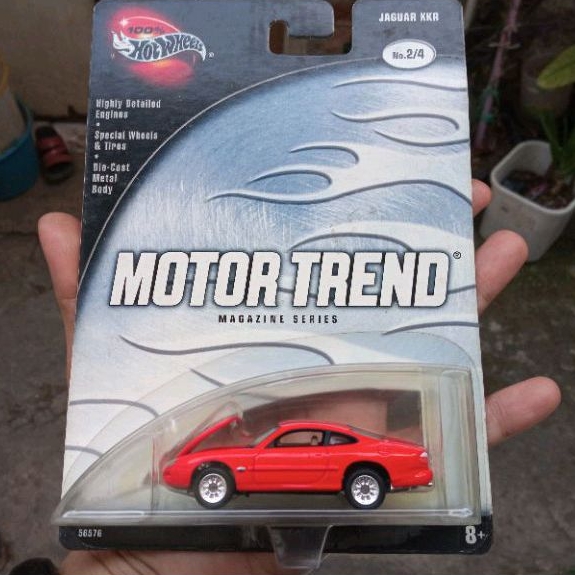 100%
Hot Wheels®
JAGUAR XKR
No.2/4
Highly Detailed
Engines
•
Special Wheels
& Tires
•
Die-Cast
Metal
Body
MOTOR TREND®
MAGAZINE SERIES
56576
8+